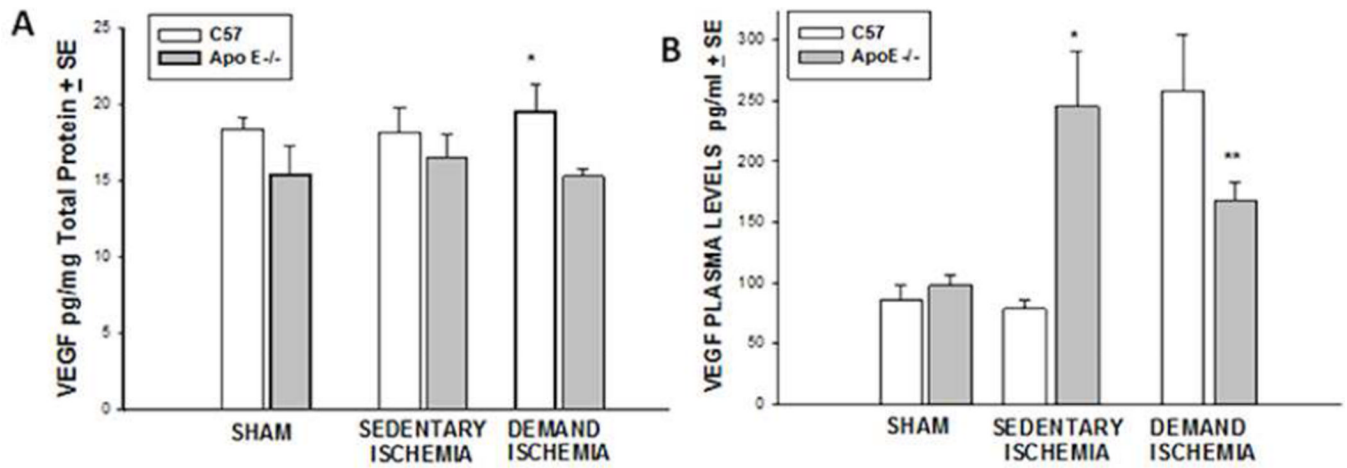 A
VEGF pg/mg Total Protein ± SE
25
20
15
10
5
0
C57
Apo E-/-
*
SHAM
SEDENTARY
ISCHEMIA
DEMAND
ISCHEMIA
B
VEGF PLASMA LEVELS pg/ml ± SE
300
250
200
150
100
50
0
C57
ApoE-/-
*
**
SHAM
SEDENTARY
ISCHEMIA
DEMAND
ISCHEMIA